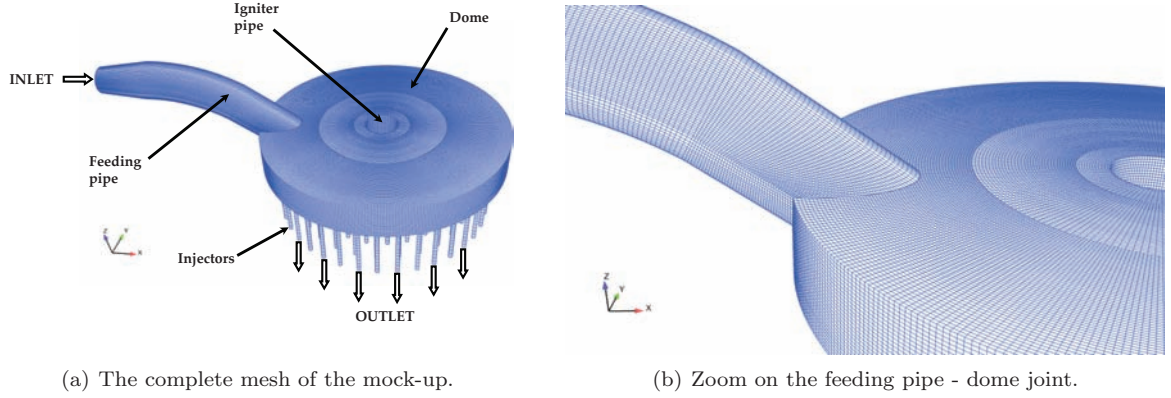 Igniter
pipe
Dome
INLET
Feeding
pipe
Injectors
OUTLET
Z
Y
X
Z
Y
X
(a) The complete mesh of the mock-up.
(b) Zoom on the feeding pipe - dome joint.